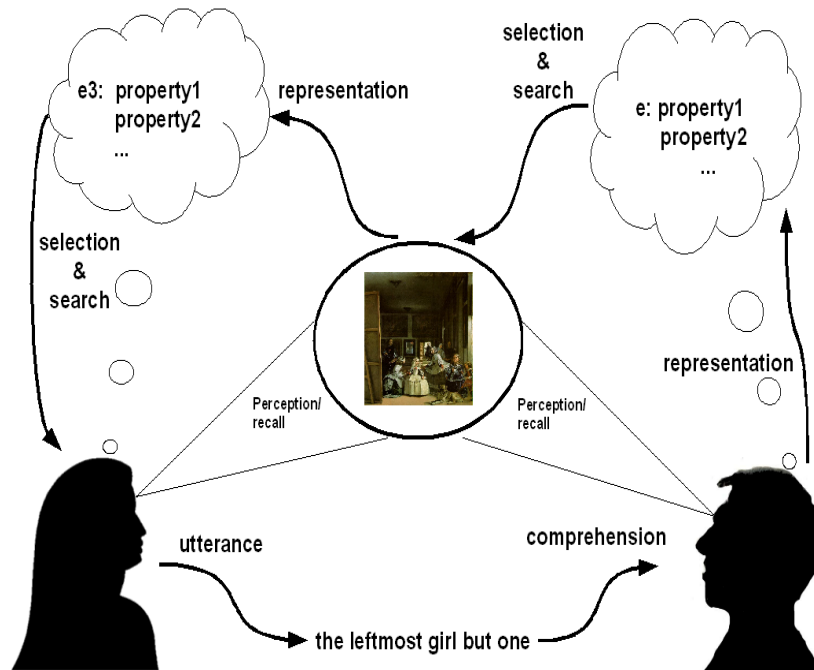 e3: property1
property2
...
representation
selection
&
search
e: property1
property2
...
selection
&
search
Perception/
recall
Perception/
recall
representation
utterance
comprehension
the leftmost girl but one